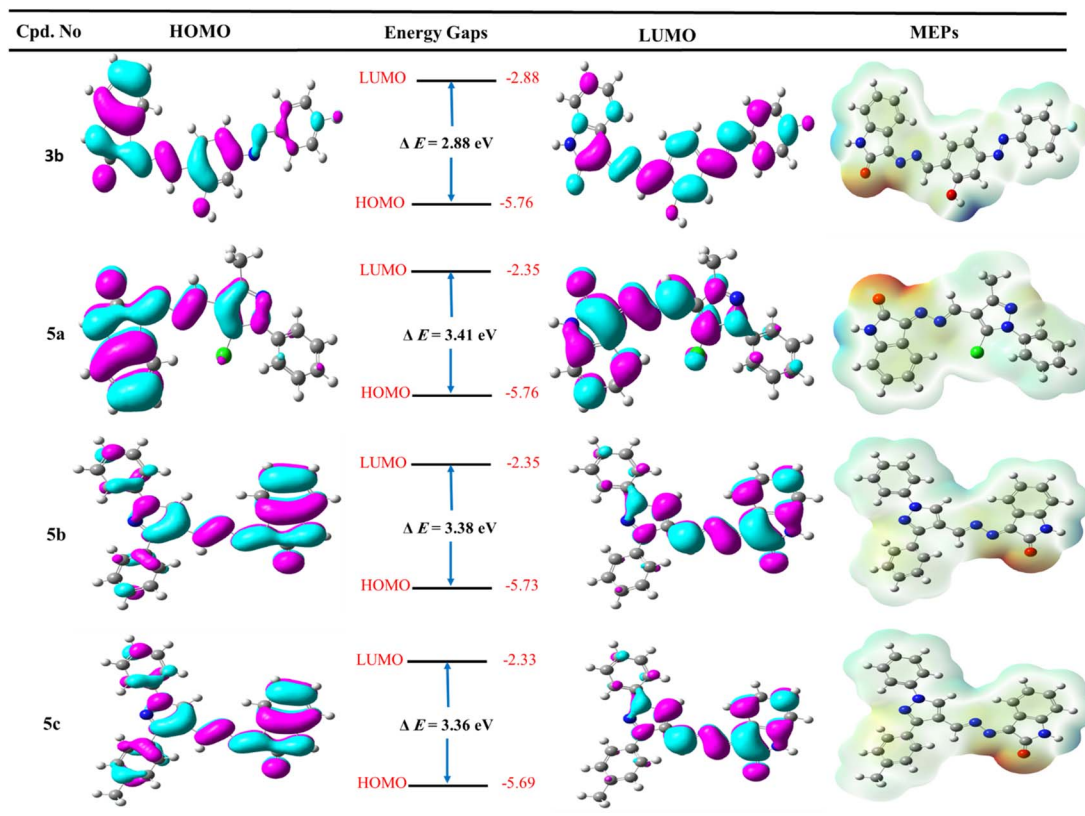 Cpd. No HOMO Energy Gaps LUMO MEPs
LUMO -2.88
3b Δ E = 2.88 eV
HOMO -5.76
LUMO -2.35
5a Δ E = 3.41 eV
HOMO -5.76
LUMO -2.35
5b Δ E = 3.38 eV
HOMO -5.73
LUMO -2.33
5c Δ E = 3.36 eV
HOMO -5.69